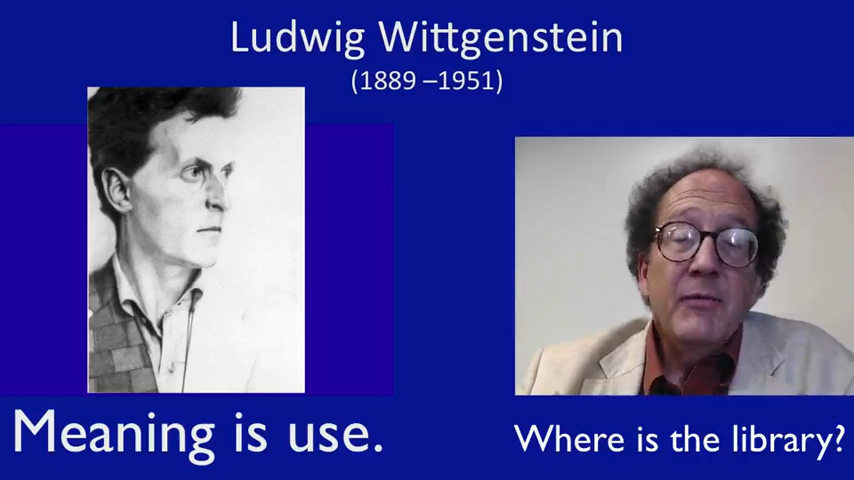 Ludwig Wittgenstein
(1889 –1951)
Meaning is use.
Where is the library?